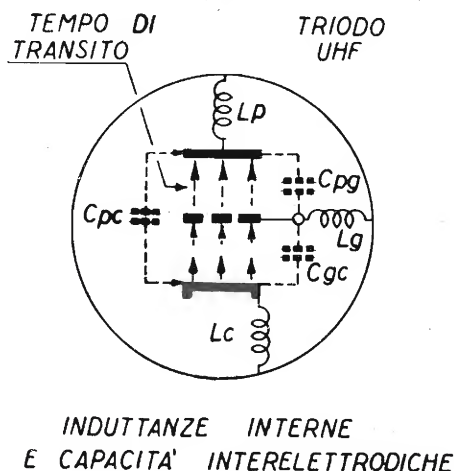 TEMPO DI
TRANSITO
TRIODO
UHF
Lp
Cpc
Cpg
Lg
Cgc
Lc
INDUTTANZE INTERNE
E CAPACITA' INTERELETTRODICHE